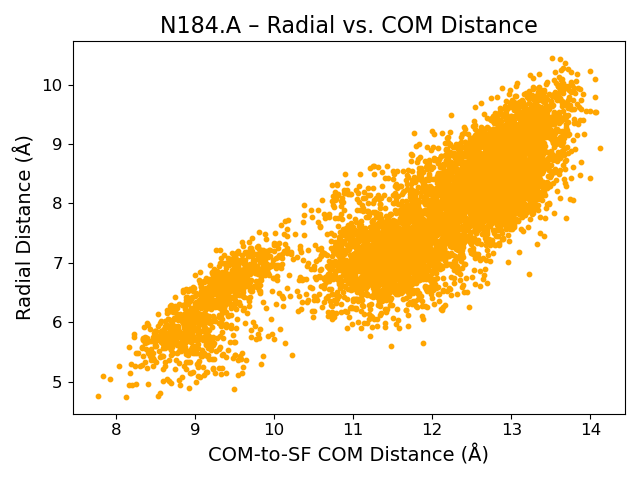 N184.A – Radial vs. COM Distance
Radial Distance (Å)
10
9
8
7
6
5
8 9 10 11 12 13 14
COM-to-SF COM Distance (Å)